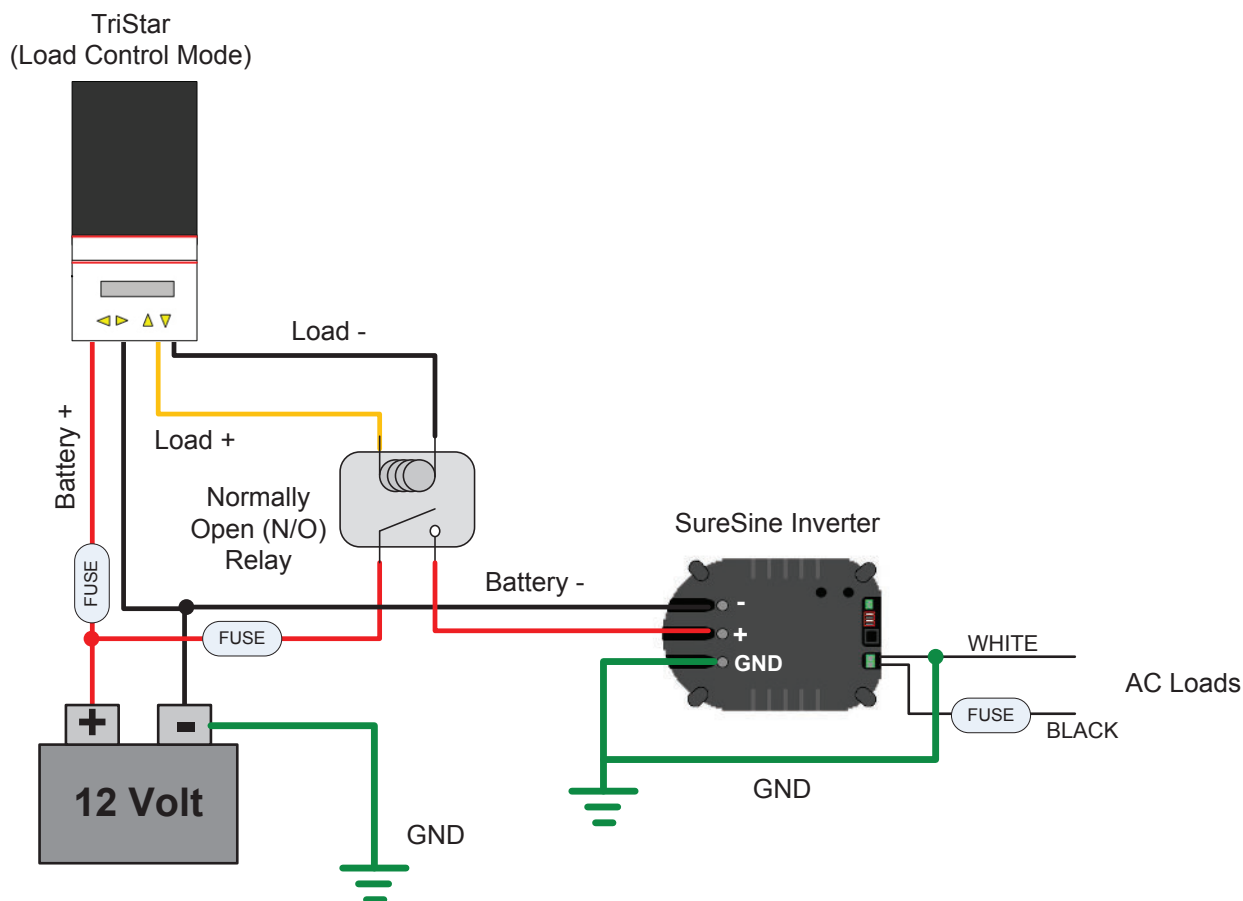 TriStar
(Load Control Mode)
Load -
Battery +
Load +
Normally
Open (N/O)
Relay
SureSine Inverter
FUSE
Battery -
-
+
GND
FUSE
WHITE
AC Loads
FUSE
BLACK
+
-
12 Volt
GND
GND